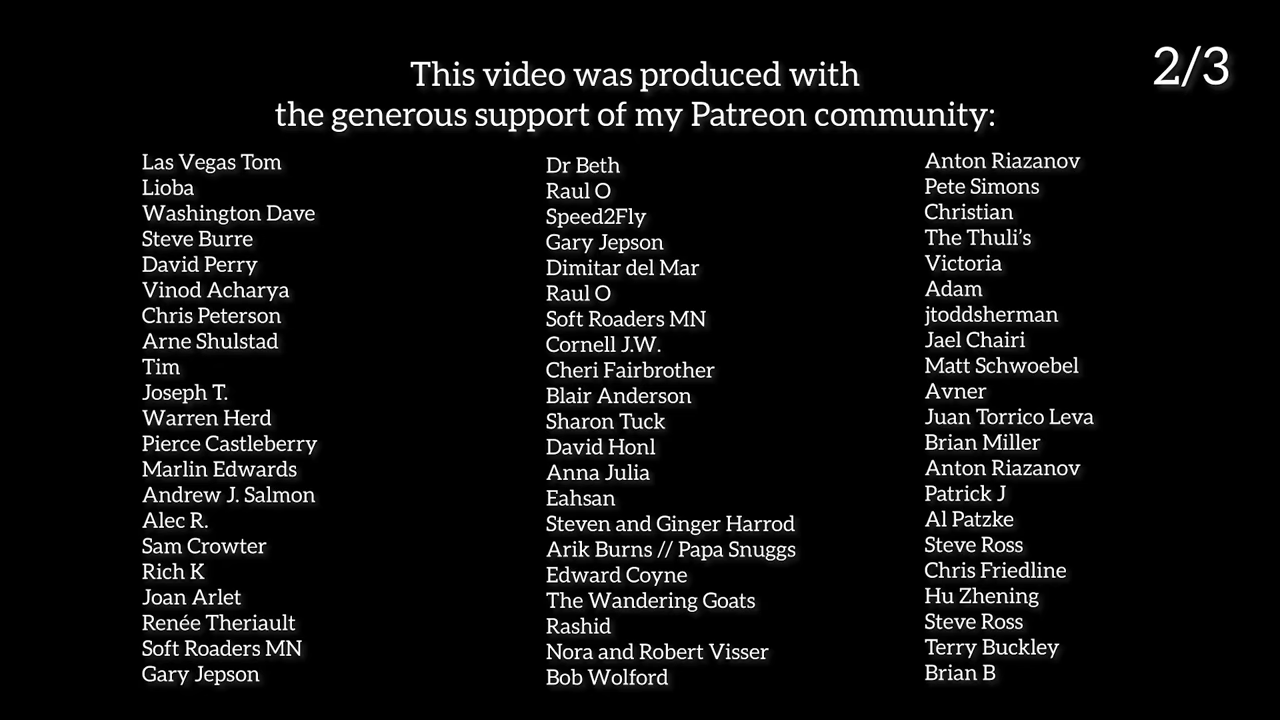 This video was produced with
the generous support of my Patreon community:
2/3
Las Vegas Tom
Lioba
Washington Dave
Steve Burre
David Perry
Vinod Acharya
Chris Peterson
Arne Shulstad
Tim
Joseph T.
Warren Herd
Pierce Castleberry
Marlin Edwards
Andrew J. Salmon
Alec R.
Sam Crowter
Rich K
Joan Arlet
Renée Theriault
Soft Roaders MN
Gary Jepson
Dr Beth
Raul O
Speed2Fly
Gary Jepson
Dimitar del Mar
Raul O
Soft Roaders MN
Cornell J.W.
Cheri Fairbrother
Blair Anderson
Sharon Tuck
David Honl
Anna Julia
Eahsan
Steven and Ginger Harrod
Arik Burns // Papa Snuggs
Edward Coyne
The Wandering Goats
Rashid
Nora and Robert Visser
Bob Wolford
Anton Riazanov
Pete Simons
Christian
The Thuli’s
Victoria
Adam
jtoddsherman
Jael Chairi
Matt Schwoebel
Avner
Juan Torrico Leva
Brian Miller
Anton Riazanov
Patrick J
Al Patzke
Steve Ross
Chris Friedline
Hu Zhening
Steve Ross
Terry Buckley
Brian B